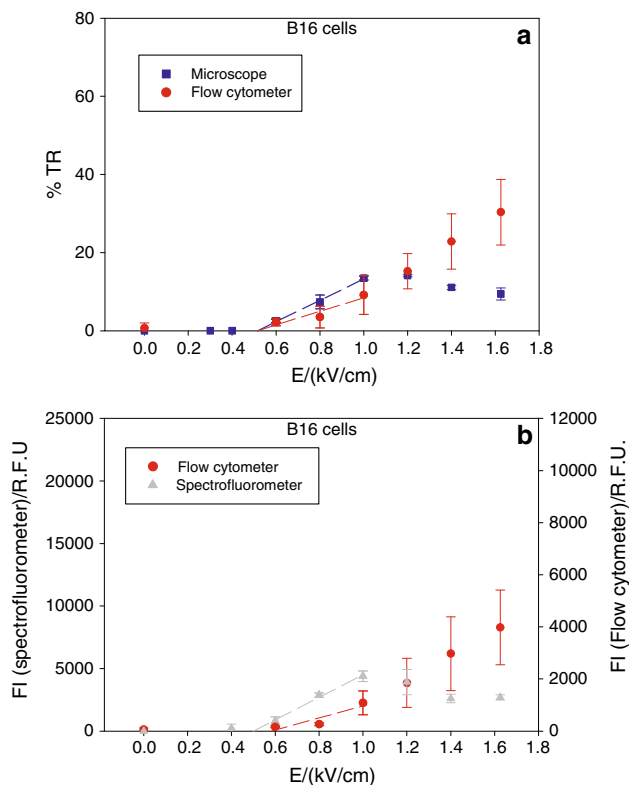 B16 cells
a
Microscope
Flow cytometer
% TR
80
60
40
20
0
0.0 0.2 0.4 0.6 0.8 1.0 1.2 1.4 1.6 1.8
E/(kV/cm)
B16 cells
b
Flow cytometer
Spectrofluorometer
FI (spectrofluorometer)/R.F.U
25000
20000
15000
10000
5000
0
FI (Flow cytometer)/R.F.U.
12000
10000
8000
6000
4000
2000
0
0.0 0.2 0.4 0.6 0.8 1.0 1.2 1.4 1.6 1.8
E/(kV/cm)